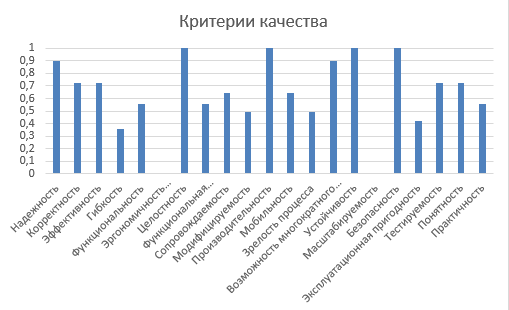 Критерии качества
1
0,9
0,8
0,7
0,6
0,5
0,4
0,3
0,2
0,1
0
Надежность
Корректность
Эффективность
Гибкость
Функциональность
Эргономичность…
Целостность
Функциональная…
Сопровождаемость
Модифицируемость
Производительность
Мобильность
Зрелость процесса
Возможность многократного…
Устойчивость
Масштабируемость
Безопасность
Эксплуатационная пригодность
Тестируемость
Понятность
Практичность